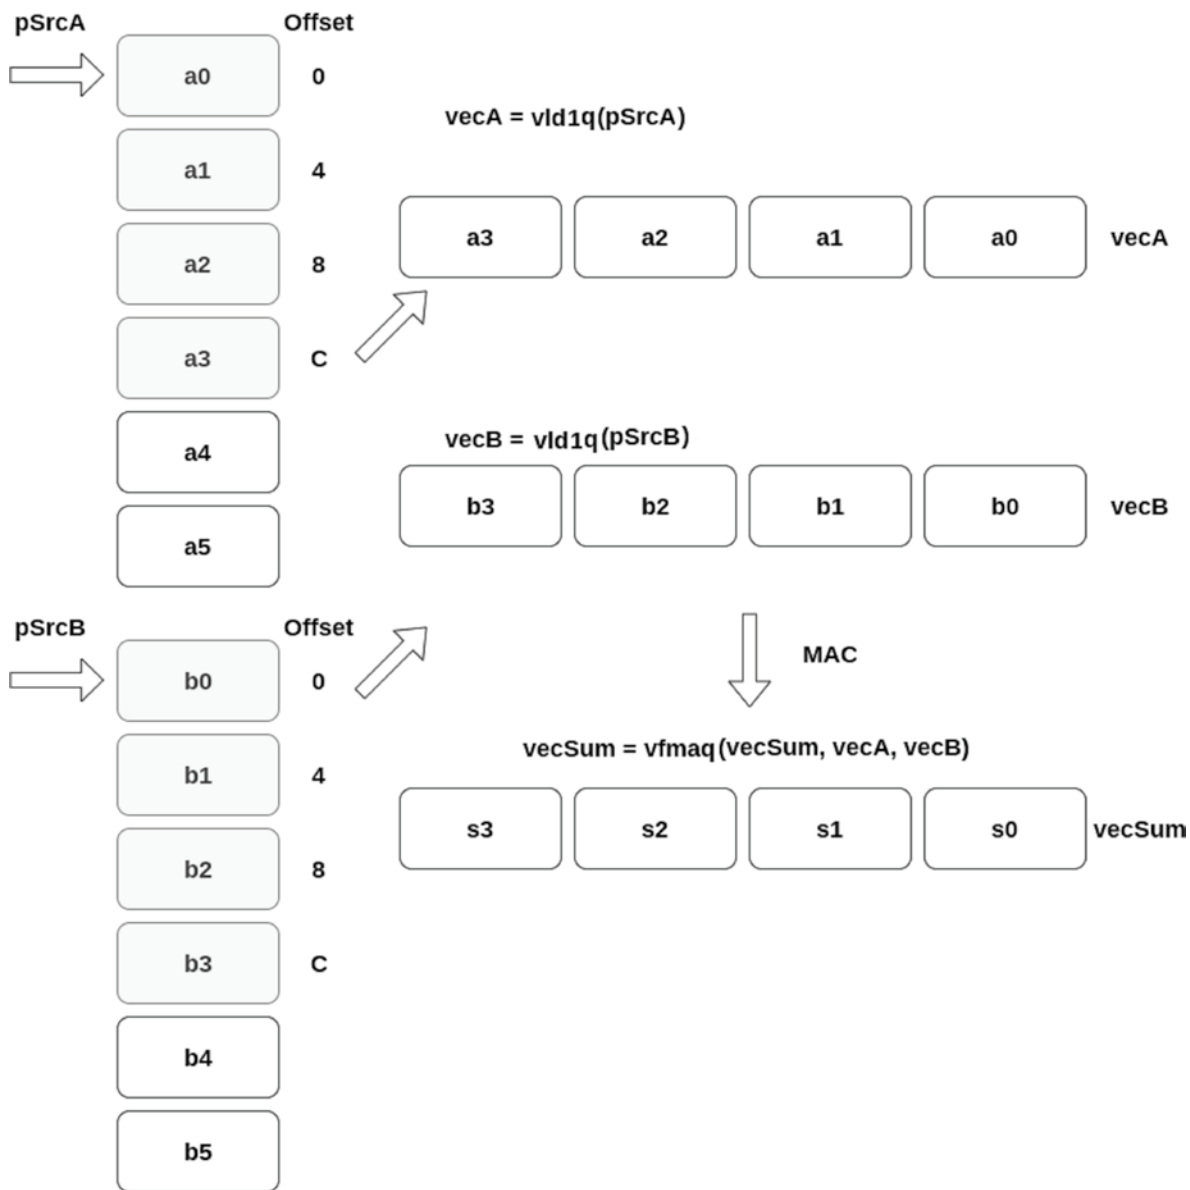 pSrcA
Offset
a0
0
a1
4
a2
8
a3
C
a4
a5
vecA = vld1q(pSrcA)
a3 a2 a1 a0 vecA
vecB = vld1q(pSrcB)
b3 b2 b1 b0 vecB
pSrcB
Offset
b0
0
b1
4
b2
8
b3
C
b4
b5
MAC
vecSum = vfmaq(vecSum, vecA, vecB)
s3 s2 s1 s0 vecSum